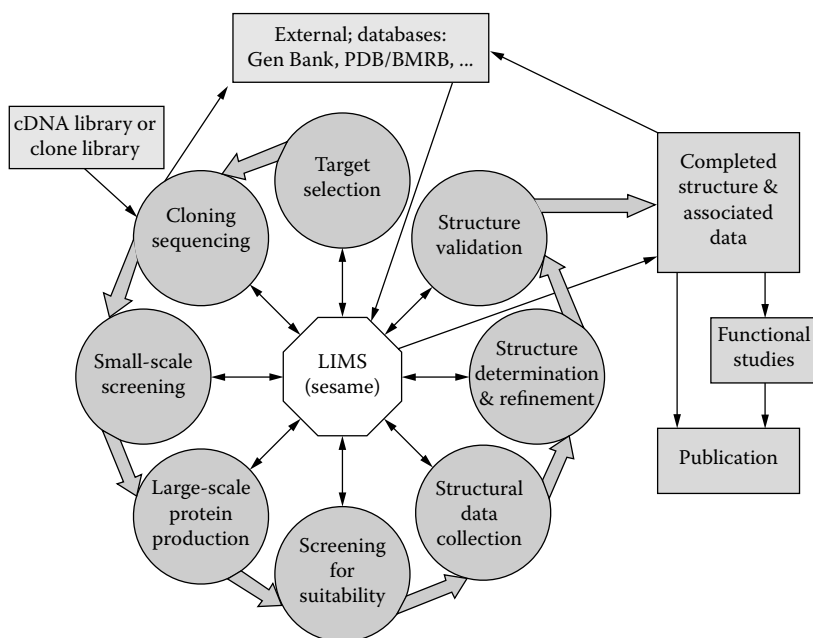 External; databases:
Gen Bank, PDB/BMRB, ...
cDNA library or
clone library
Target
selection
Cloning
sequencing
Small-scale
screening
Large-scale
protein
production
Screening
for
suitability
Structural
data
collection
Structure
determination
& refinement
Structure
validation
LIMS
(sesame)
Completed
structure &
associated
data
Functional
studies
Publication